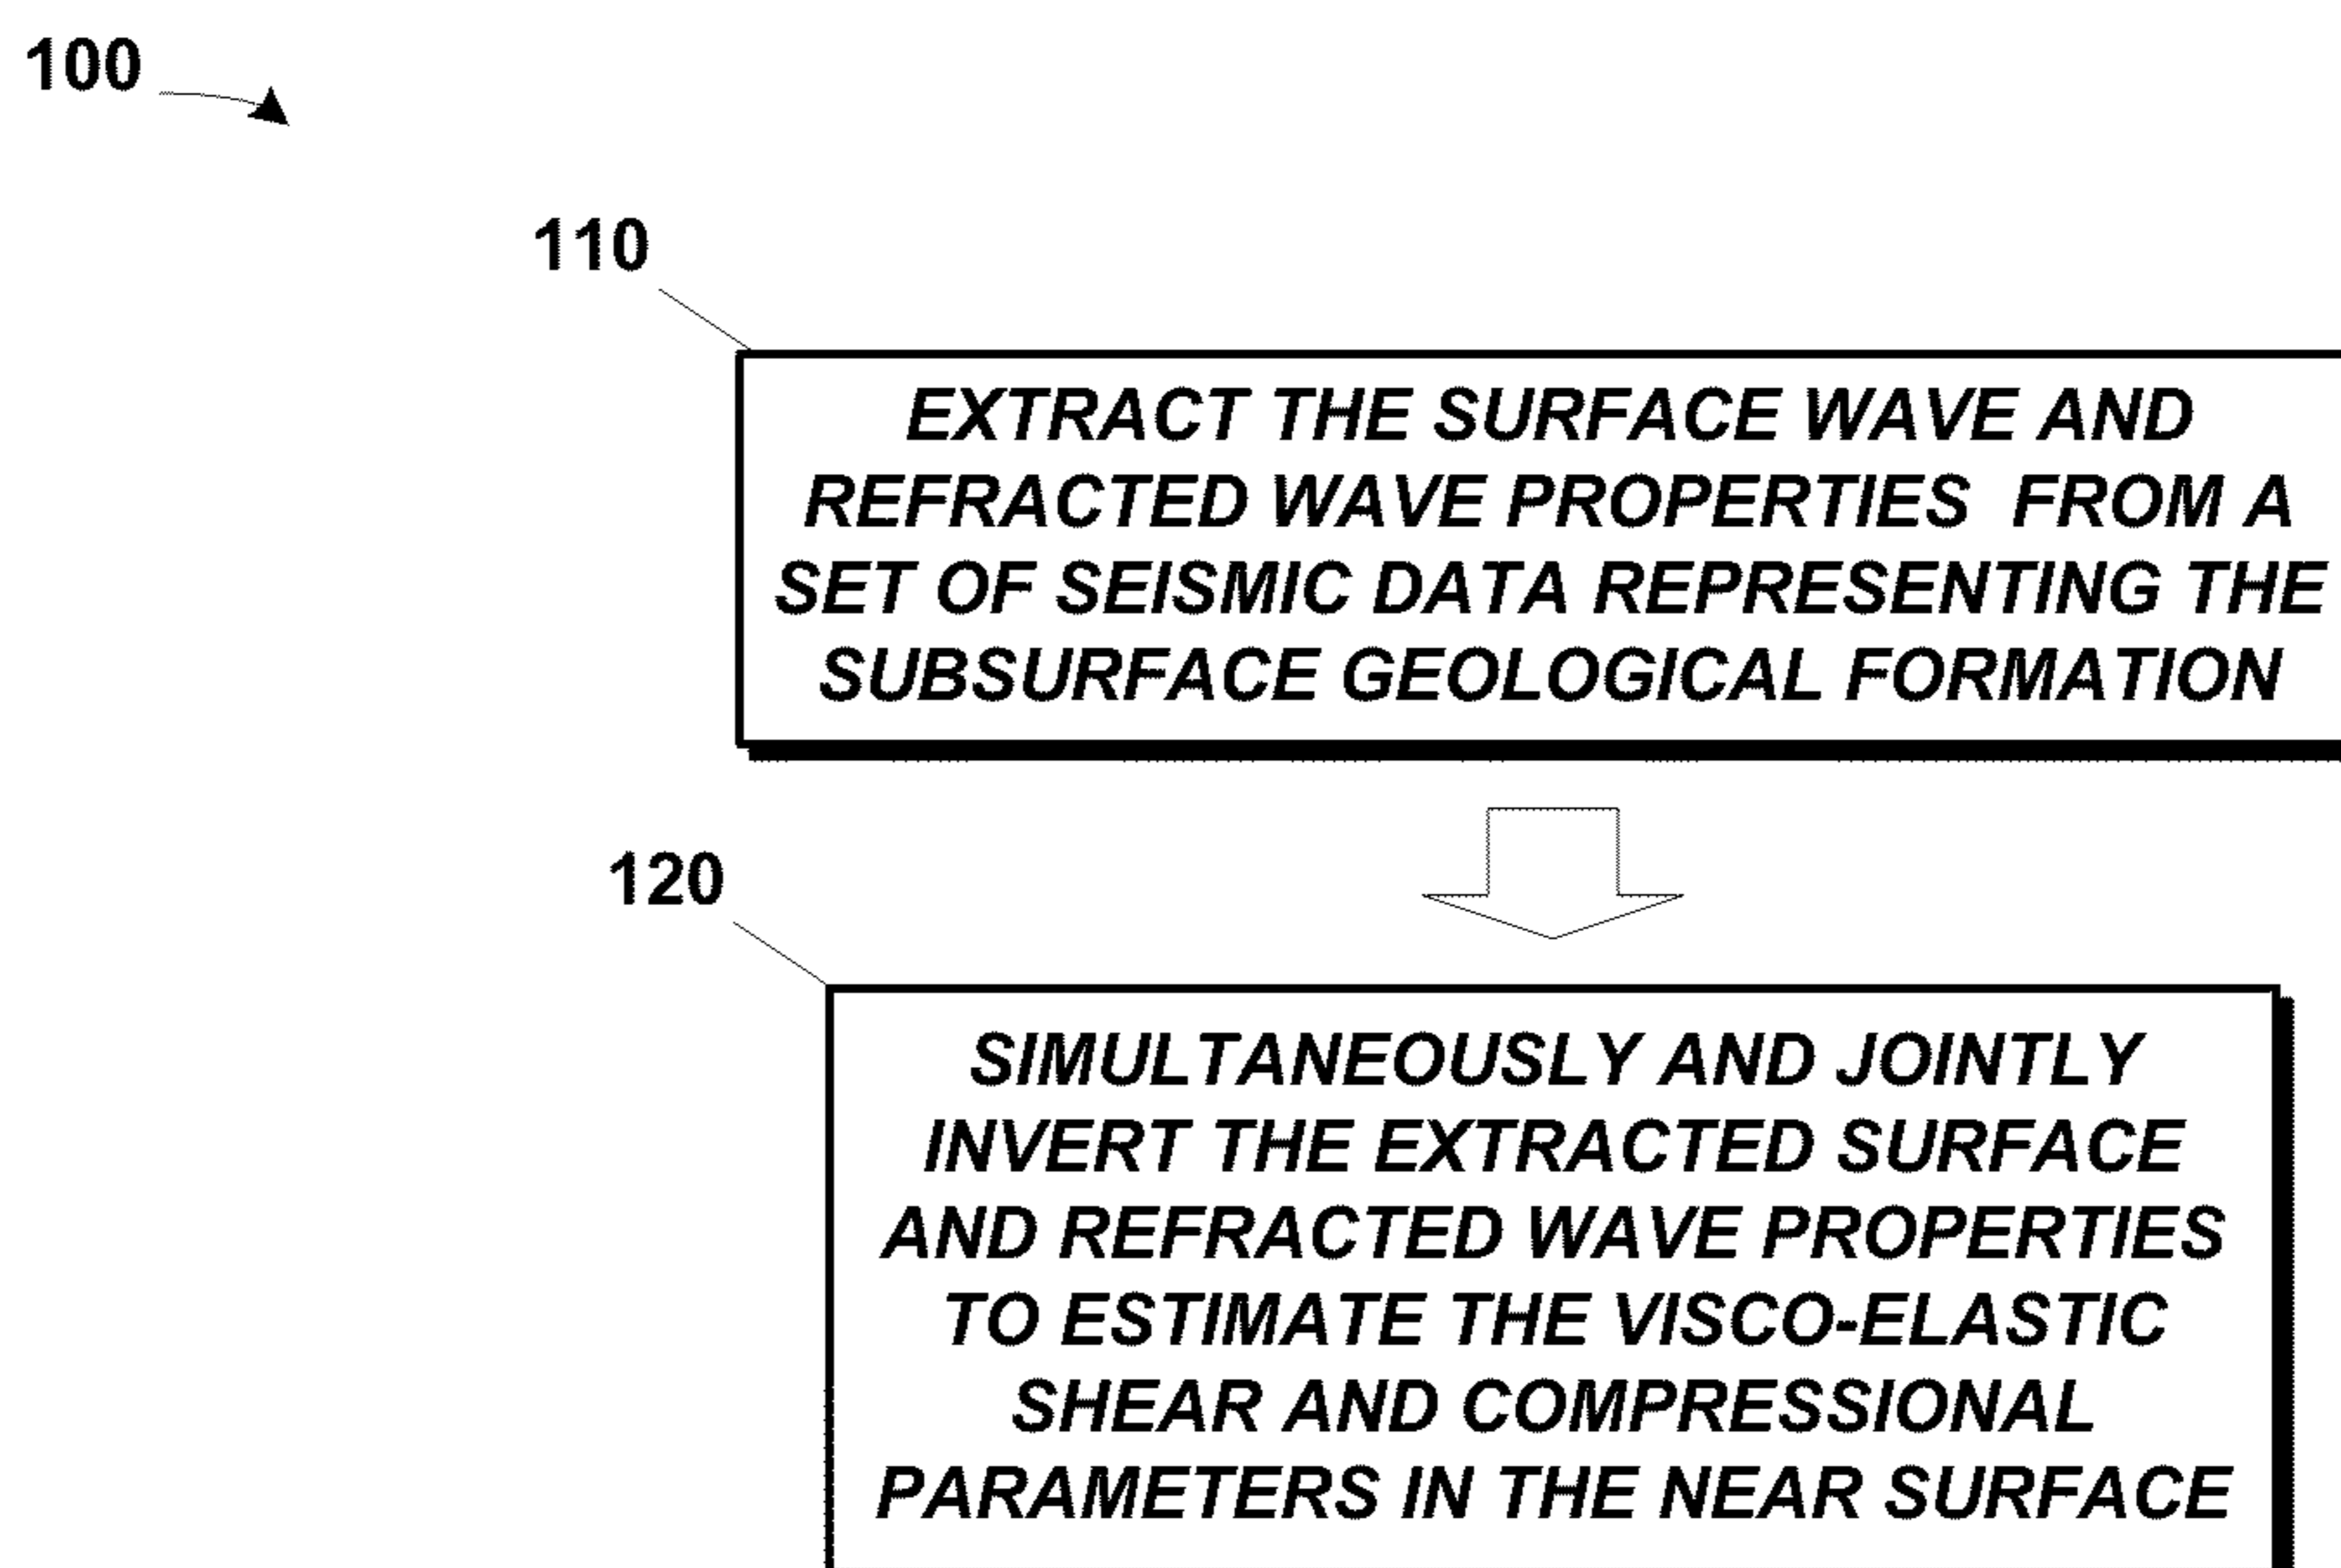 100
110
EXTRACT THE SURFACE WAVE AND
REFRACTED WAVE PROPERTIES FROM A
SET OF SEISMIC DATA REPRESENTING THE
SUBSURFACE GEOLOGICAL FORMATION
120
SIMULTANEOUSLY AND JOINTLY
INVERT THE EXTRACTED SURFACE
AND REFRACTED WAVE PROPERTIES
TO ESTIMATE THE VISCO-ELASTIC
SHEAR AND COMPRESSIONAL
PARAMETERS IN THE NEAR SURFACE